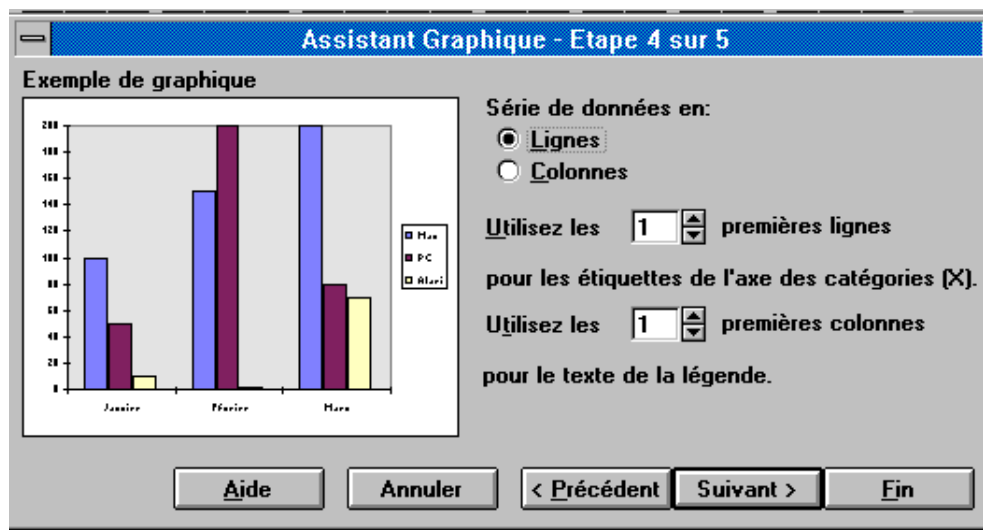 Assistant Graphique - Etape 4 sur 5
Exemple de graphique
200
180
160
140
120
100
80
60
40
20
0
Janvier
Février
Mars
Mac
PC
Atari
Série de données en:
Lignes
Colonnes
Utilisez les 1 premières lignes
pour les étiquettes de l'axe des catégories (X).
Utilisez les 1 premières colonnes
pour le texte de la légende.
Aide
Annuler
< Précédent
Suivant >
Fin